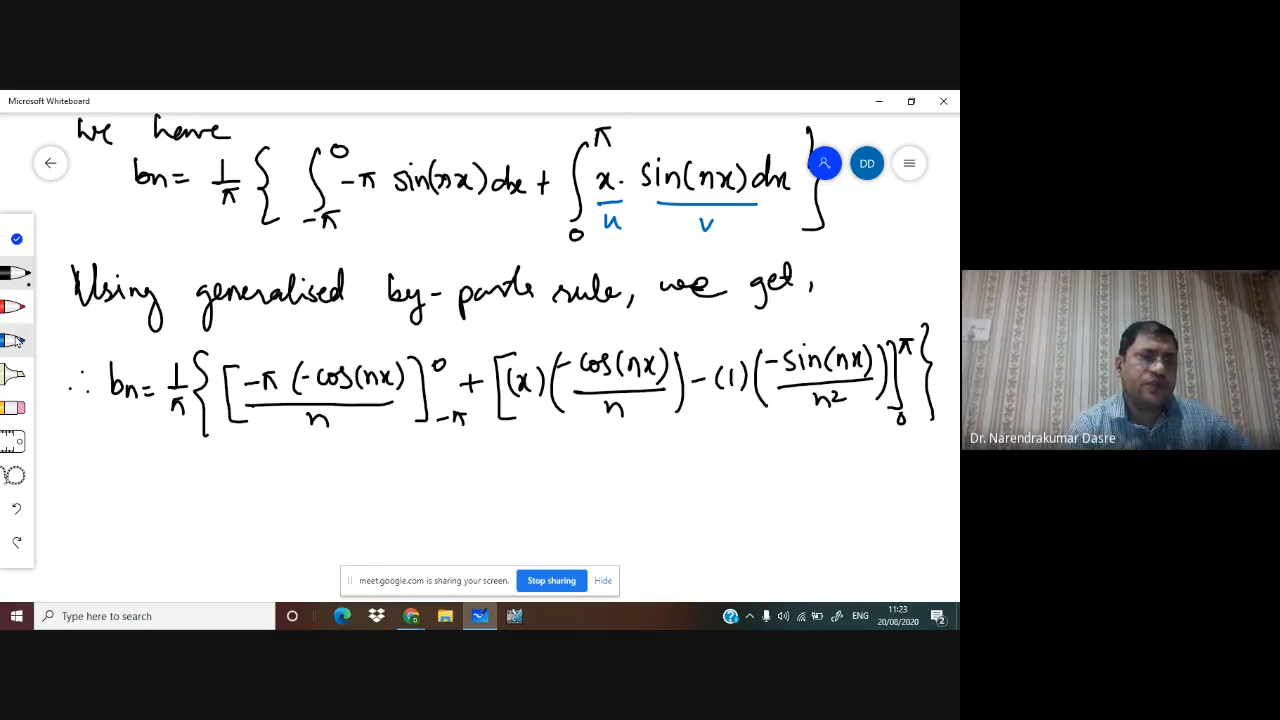 Microsoft Whiteboard
We have
bn = 1/π { ∫_{-π}^{0} -π sin(nx) dx + ∫_{0}^{π} x · sin(nx) dx }
u v
DD
Using generalised by-parts rule, we get,
∴ bn = 1/π { [ -π (-cos(nx)) / n ]_{-π}^{0} + [ (x) ( -cos(nx) / n ) - (1) ( -sin(nx) / n² ) ]_{0}^{π} }
Dr. Narendrakumar Dasre
meet.google.com is sharing your screen. Stop sharing Hide
Type here to search
ENG
11:23
20/08/2020
2